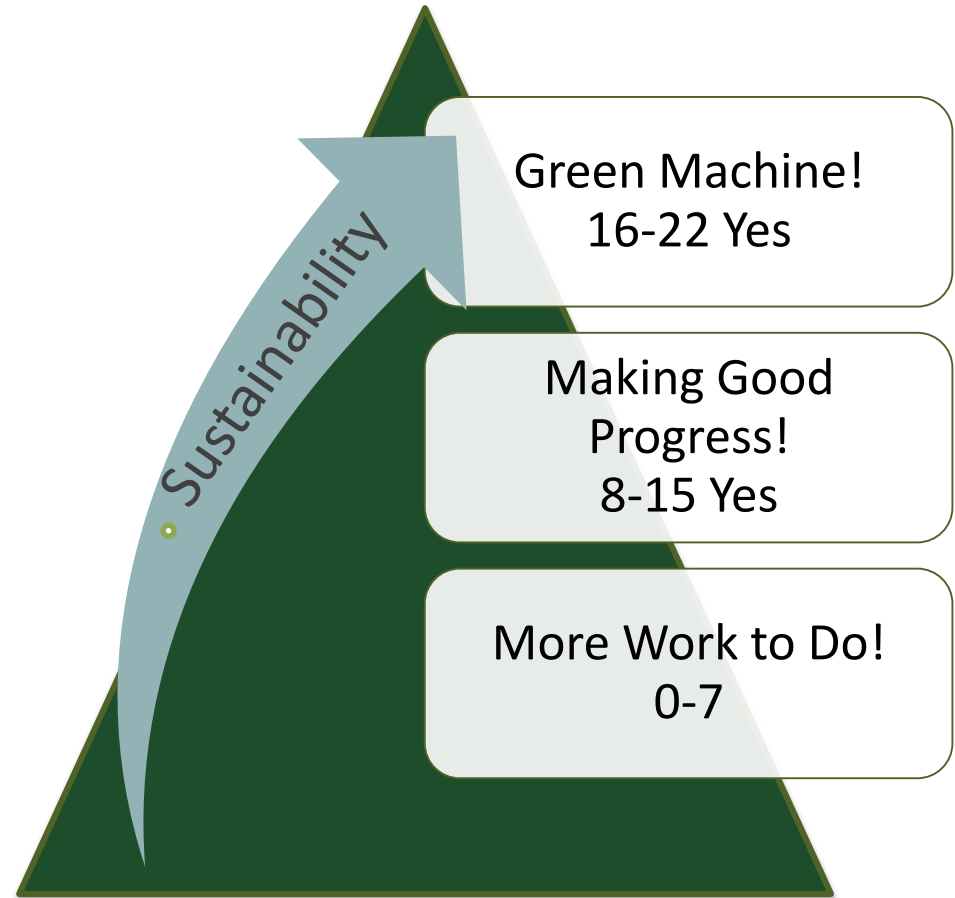 Green Machine!
16-22 Yes
Sustainability
Making Good
Progress!
8-15 Yes
More Work to Do!
0-7